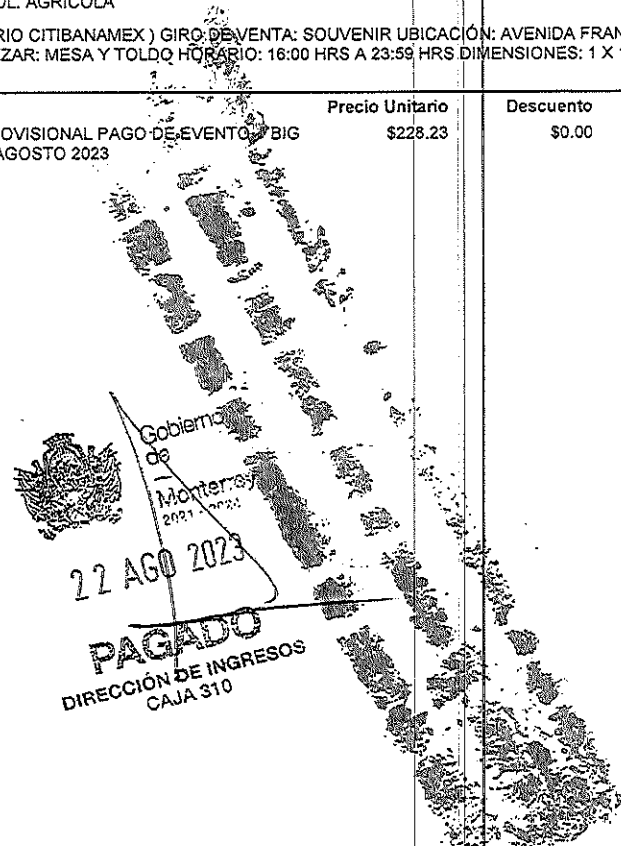 COL. AGRICOLA
RIO CITIBANAMEX ) GIRO DE VENTA: SOUVENIR UBICACIÓN: AVENIDA FRAN
ZAR: MESA Y TOLDO HORARIO: 16:00 HRS A 23:59 HRS DIMENSIONES: 1 X
Precio Unitario Descuento
OVISIONAL PAGO DE EVENTO BIG $228.23 $0.00
AGOSTO 2023
Gobierno
de
Monterrey
2021
22 AGO 2023
PAGADO
DIRECCIÓN DE INGRESOS
CAJA 310